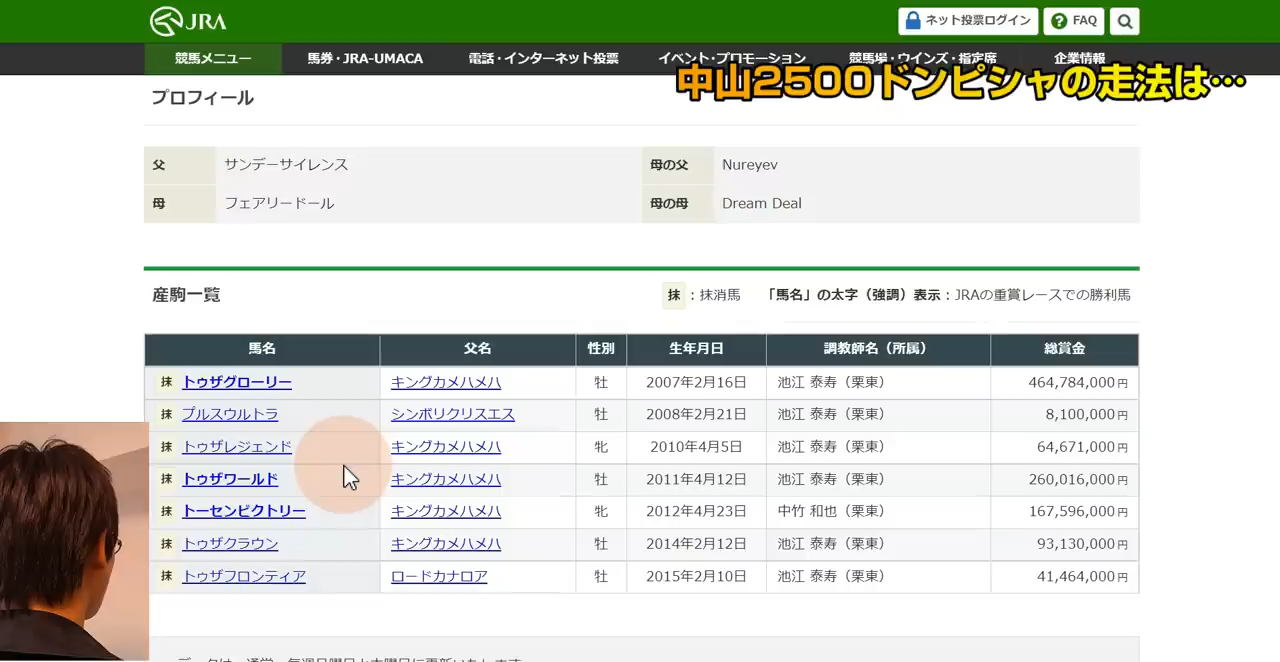 JRA
ネット投票ログイン
FAQ
競馬メニュー 馬券・JRA-UMACA 電話・インターネット投票 イベント・プロモーション 競馬場・ウインズ・指定席 企業情報
中山2500ドンピシャの走法は…
プロフィール
父 サンデーサイレンス 母の父 Nureyev
母 フェアリードール 母の母 Dream Deal
産駒一覧
抹 ：抹消馬 「馬名」の太字（強調）表示：JRAの重賞レースでの勝利馬
馬名 父名 性別 生年月日 調教師名（所属） 総賞金
抹 トゥザグローリー キングカメハメハ 牡 2007年2月16日 池江 泰寿（栗東） 464,784,000円
抹 プルスウルトラ シンボリクリスエス 牡 2008年2月21日 池江 泰寿（栗東） 8,100,000円
抹 トゥザレジェンド キングカメハメハ 牝 2010年4月5日 池江 泰寿（栗東） 64,671,000円
抹 トゥザワールド キングカメハメハ 牡 2011年4月12日 池江 泰寿（栗東） 260,016,000円
抹 トーセンビクトリー キングカメハメハ 牝 2012年4月23日 中竹 和也（栗東） 167,596,000円
抹 トゥザクラウン キングカメハメハ 牡 2014年2月12日 池江 泰寿（栗東） 93,130,000円
抹 トゥザフロンティア ロードカナロア 牡 2015年2月10日 池江 泰寿（栗東） 41,464,000円